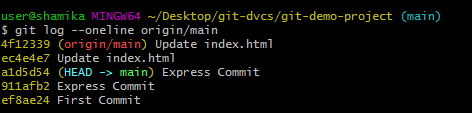 user@shamika MINGW64 ~/Desktop/git-dvcs/git-demo-project (main)
$ git log --oneline origin/main
4f12339 (origin/main) Update index.html
ec4e4e7 Update index.html
a1d5d54 (HEAD -> main) Express Commit
911afb2 Express Commit
ef8ae24 First Commit